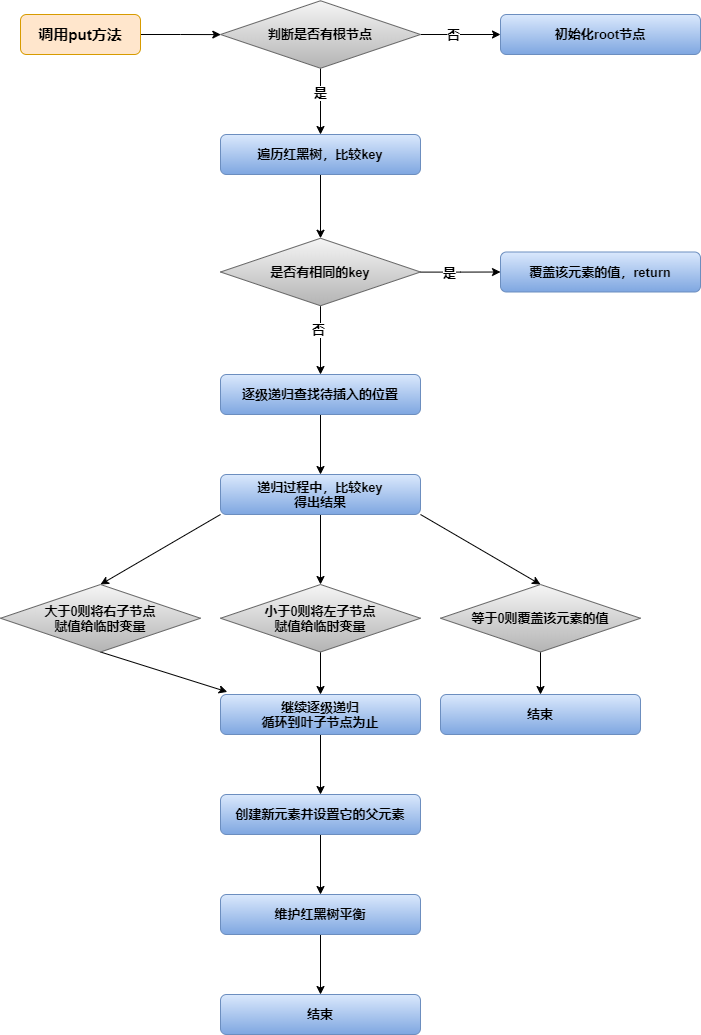 调用put方法
判断是否有根节点
否
初始化root节点
是
遍历红黑树，比较key
是否有相同的key
是
覆盖该元素的值，return
否
逐级递归查找待插入的位置
递归过程中，比较key
得出结果
大于0则将右子节点
赋值给临时变量
小于0则将左子节点
赋值给临时变量
等于0则覆盖该元素的值
继续逐级递归
循环到叶子节点为止
结束
创建新元素并设置它的父元素
维护红黑树平衡
结束